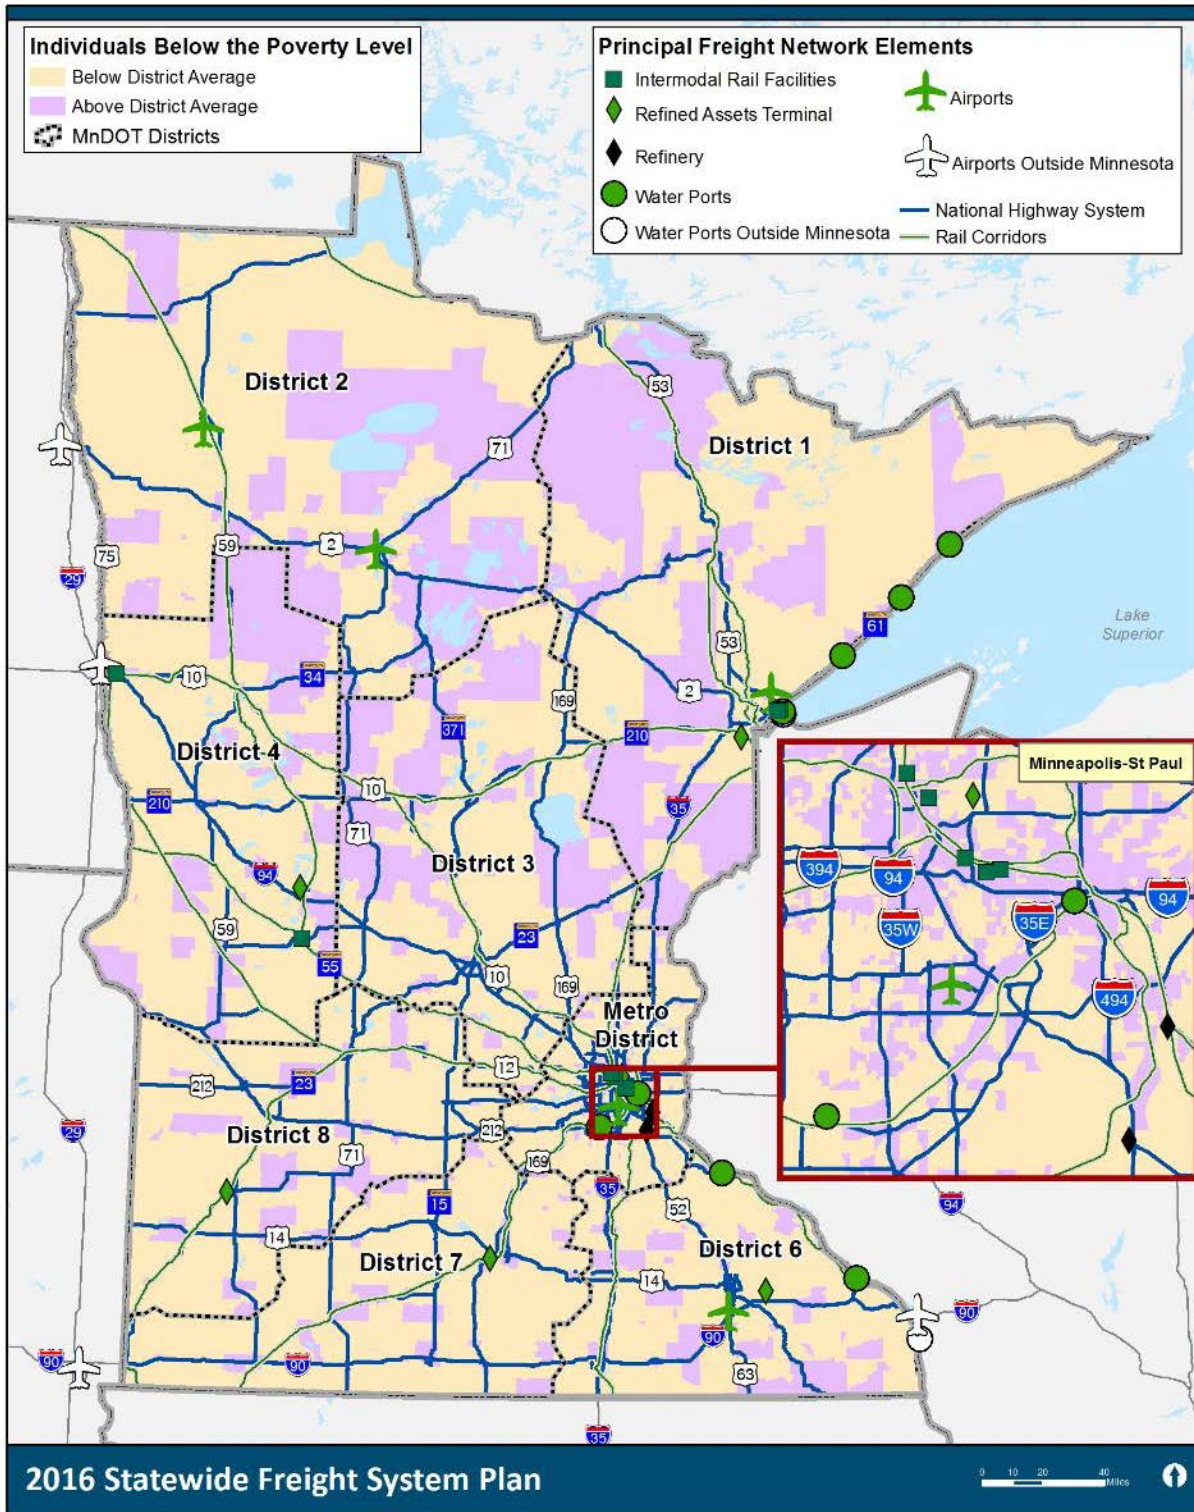 Individuals Below the Poverty Level
Below District Average
Above District Average
MnDOT Districts
Principal Freight Network Elements
Intermodal Rail Facilities
Refined Assets Terminal
Refinery
Water Ports
Water Ports Outside Minnesota
Airports
Airports Outside Minnesota
National Highway System
Rail Corridors
District 2
53
71
District 1
75
59
2
29
61
Lake
Superior
53
10
34
2
169
371
210
District 4
210
10
71
35
District 3
94
59
23
55
10
169
Metro
District
12
212
23
29
District 8
212
71
169
35
15
52
14
District 7
District 6
14
94
90
90
90
90
63
35
Minneapolis-St Paul
394
94
94
35W
35E
494
2016 Statewide Freight System Plan
0 10 20 40
Miles